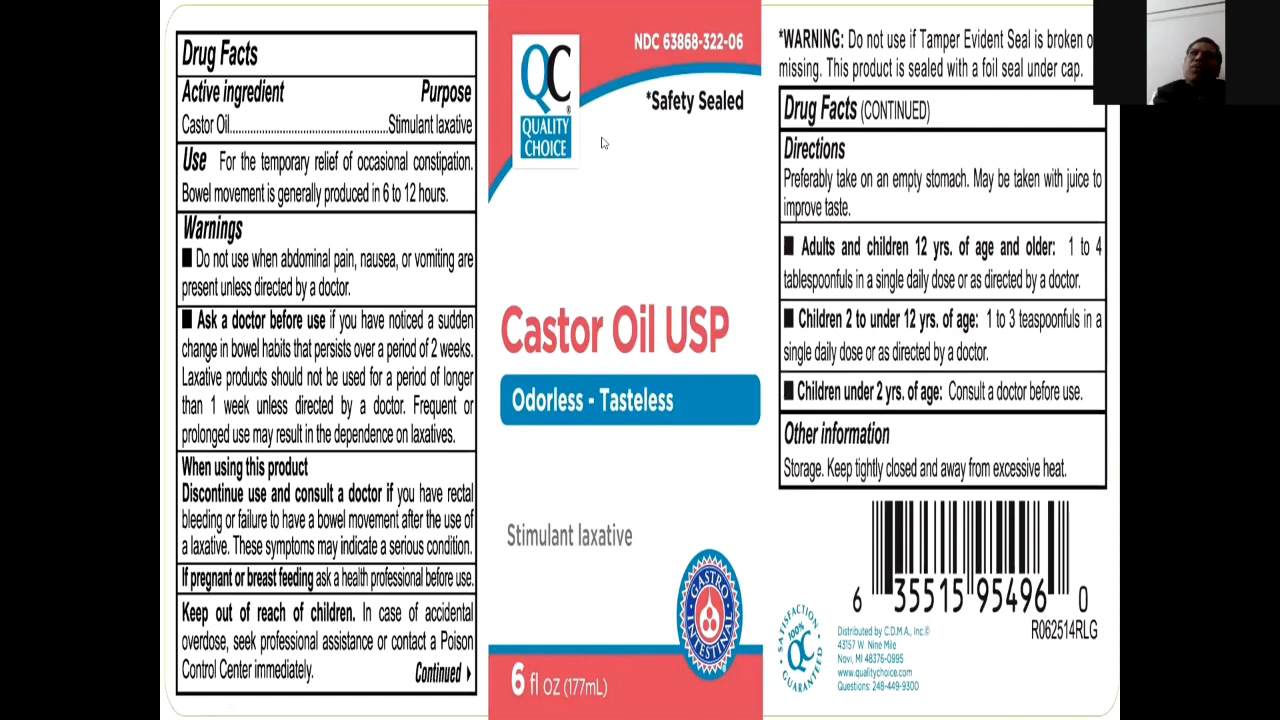 Drug Facts
Active ingredient Purpose
Castor Oil......................................................Stimulant laxative
Use For the temporary relief of occasional constipation.
Bowel movement is generally produced in 6 to 12 hours.
Warnings
■ Do not use when abdominal pain, nausea, or vomiting are
present unless directed by a doctor.
■ Ask a doctor before use if you have noticed a sudden
change in bowel habits that persists over a period of 2 weeks.
Laxative products should not be used for a period of longer
than 1 week unless directed by a doctor. Frequent or
prolonged use may result in the dependence on laxatives.
When using this product
Discontinue use and consult a doctor if you have rectal
bleeding or failure to have a bowel movement after the use of
a laxative. These symptoms may indicate a serious condition.
If pregnant or breast feeding ask a health professional before use.
Keep out of reach of children. In case of accidental
overdose, seek professional assistance or contact a Poison
Control Center immediately. Continued
NDC 63868-322-06
QC®
QUALITY
CHOICE
*Safety Sealed
Castor Oil USP
Odorless - Tasteless
Stimulant laxative
GASTRO
INTESTINAL
6 fl oz (177mL)
*WARNING: Do not use if Tamper Evident Seal is broken o
missing. This product is sealed with a foil seal under cap.
Drug Facts (CONTINUED)
Directions
Preferably take on an empty stomach. May be taken with juice to
improve taste.
■ Adults and children 12 yrs. of age and older: 1 to 4
tablespoonfuls in a single daily dose or as directed by a doctor.
■ Children 2 to under 12 yrs. of age: 1 to 3 teaspoonfuls in a
single daily dose or as directed by a doctor.
■ Children under 2 yrs. of age: Consult a doctor before use.
Other information
Storage. Keep tightly closed and away from excessive heat.
6 35515 95496 0
R062514RLG
SATISFACTION
100%
QC
GUARANTEED
Distributed by C.D.M.A., Inc.©
43157 W. Nine Mile
Novi, MI 48376-0995
www.qualitychoice.com
Questions: 248-449-9300